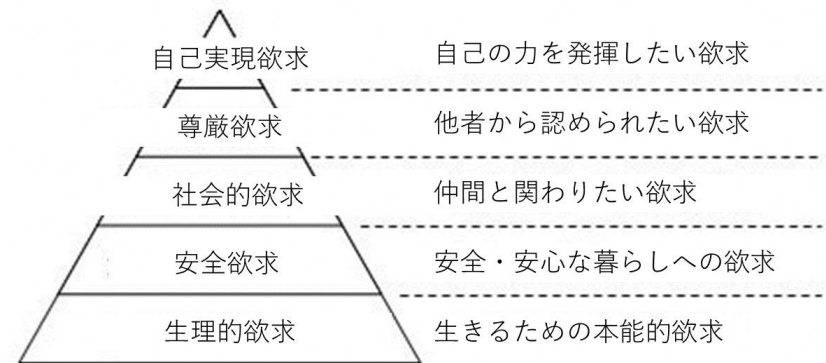 自己実現欲求 自己の力を発揮したい欲求
尊厳欲求 他者から認められたい欲求
社会的欲求 仲間と関わりたい欲求
安全欲求 安全・安心な暮らしへの欲求
生理的欲求 生きるための本能的欲求